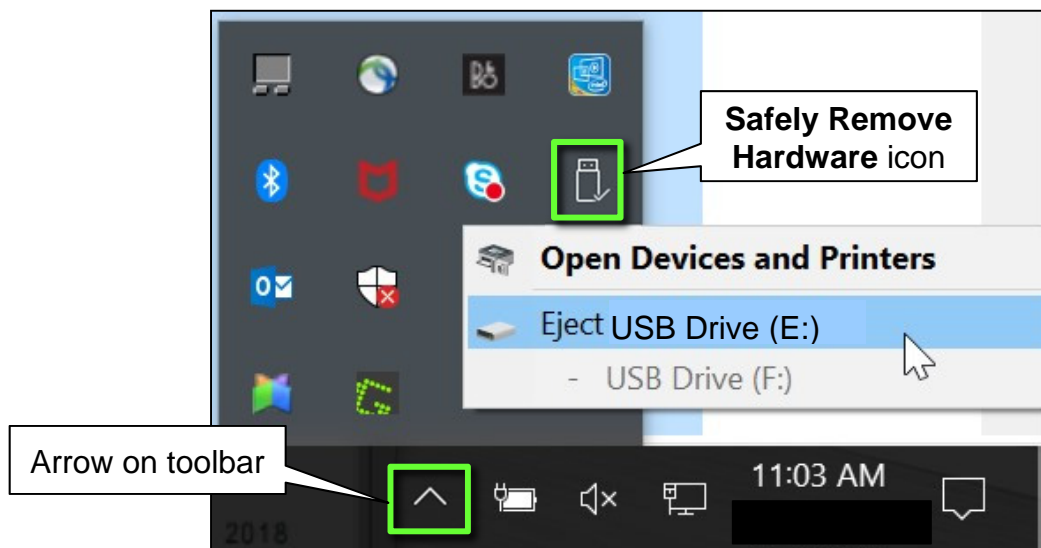 Safely Remove
Hardware icon
Open Devices and Printers
Eject USB Drive (E:)
- USB Drive (F:)
Arrow on toolbar
11:03 AM
2018